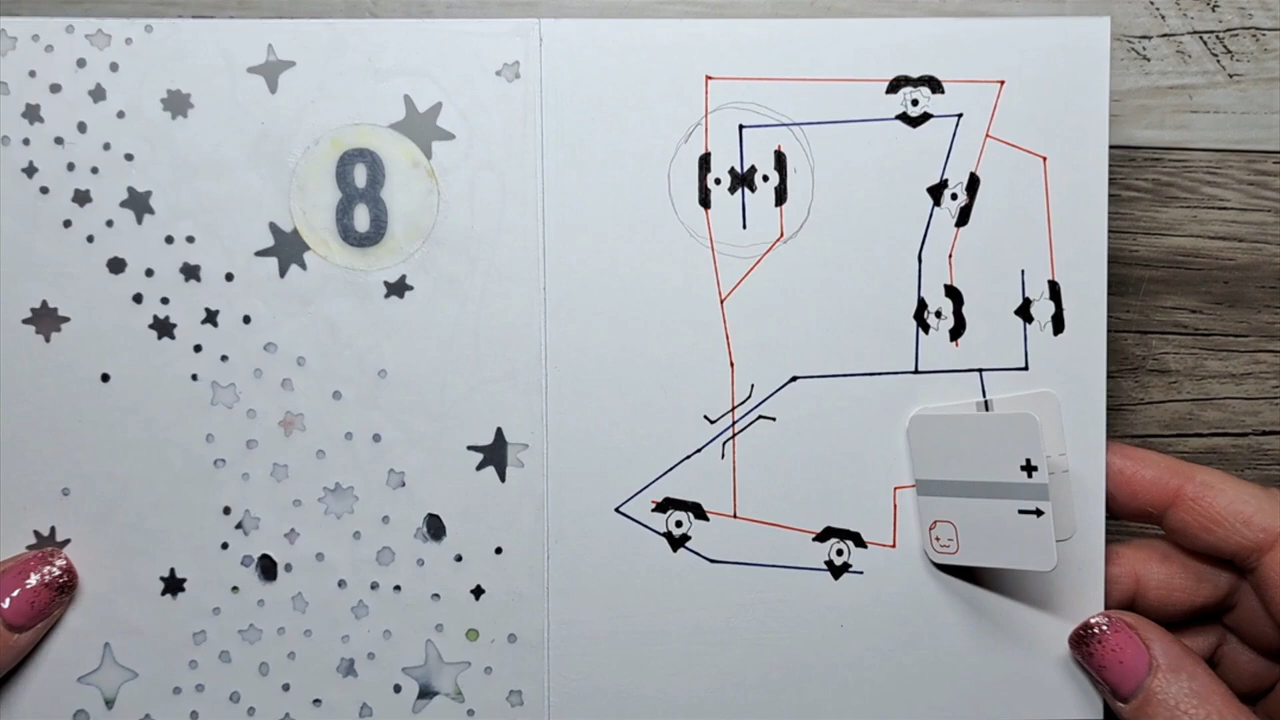 8
+
→